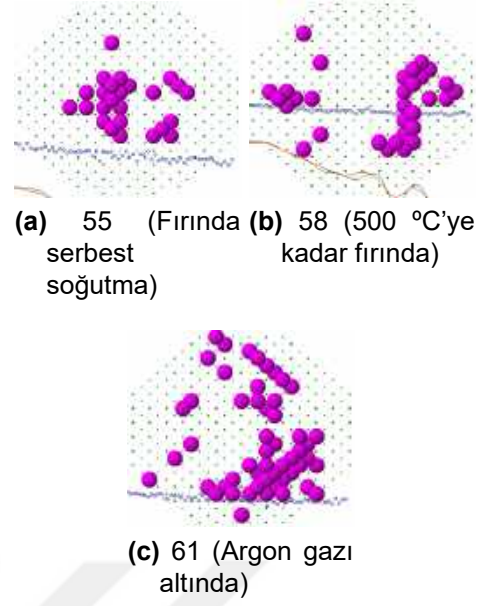 (a) 55 (Fırında
serbest
soğutma)
(b) 58 (500 ºC’ye
kadar fırında)
(c) 61 (Argon gazı
altında)